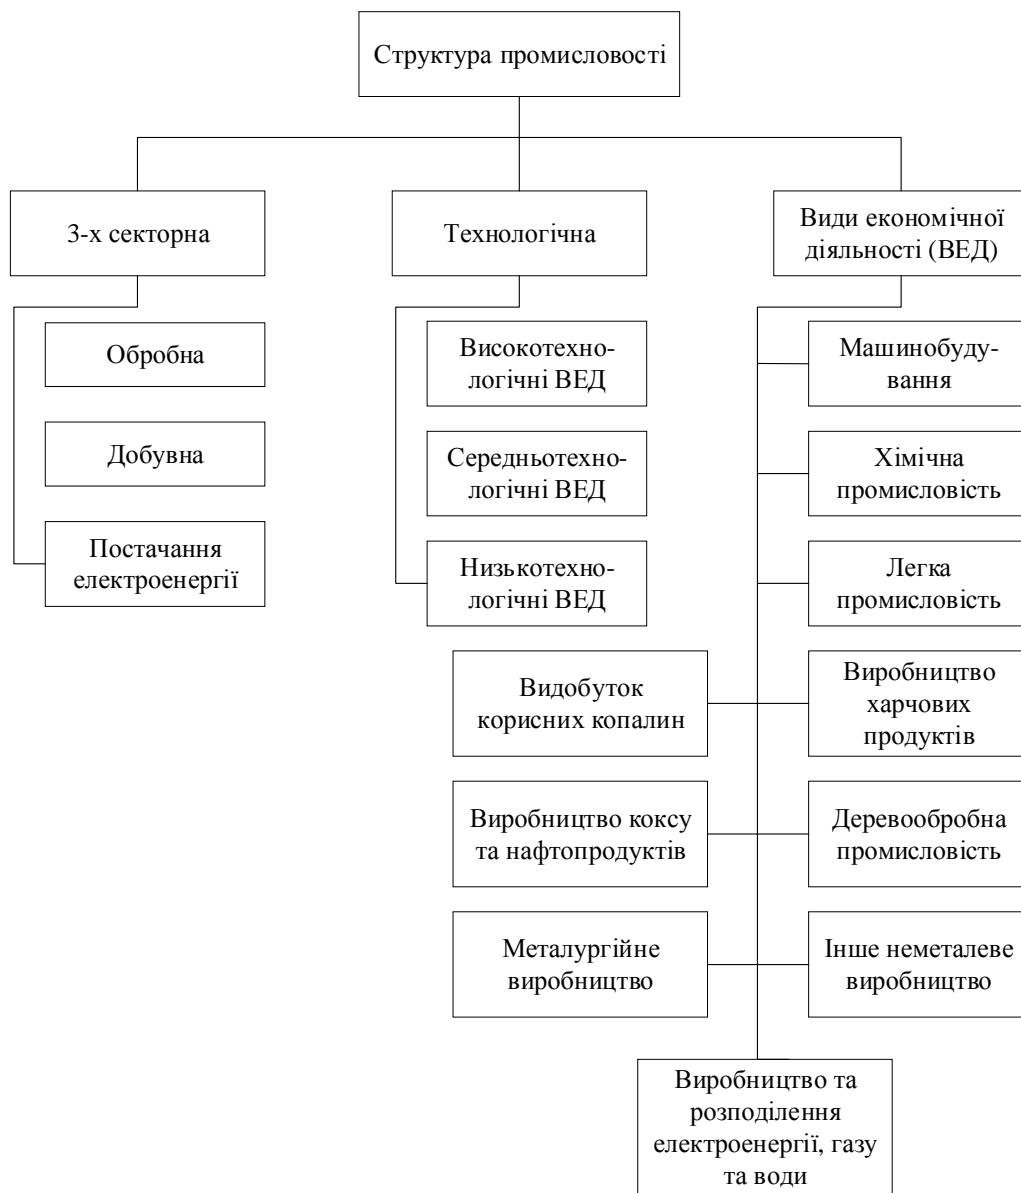 Структура промисловості
3-х секторна
Технологічна
Види економічної
діяльності (ВЕД)
Обробна
Добувна
Постачання
електроенергії
Високотехно-
логічні ВЕД
Середньотехно-
логічні ВЕД
Низькотехно-
логічні ВЕД
Машинобуду-
вання
Хімічна
промисловість
Легка
промисловість
Видобуток
корисних копалин
Виробництво
харчових
продуктів
Виробництво коксу
та нафтопродуктів
Деревообробна
промисловість
Металургійне
виробництво
Інше неметалеве
виробництво
Виробництво та
розподілення
електроенергії, газу
та води